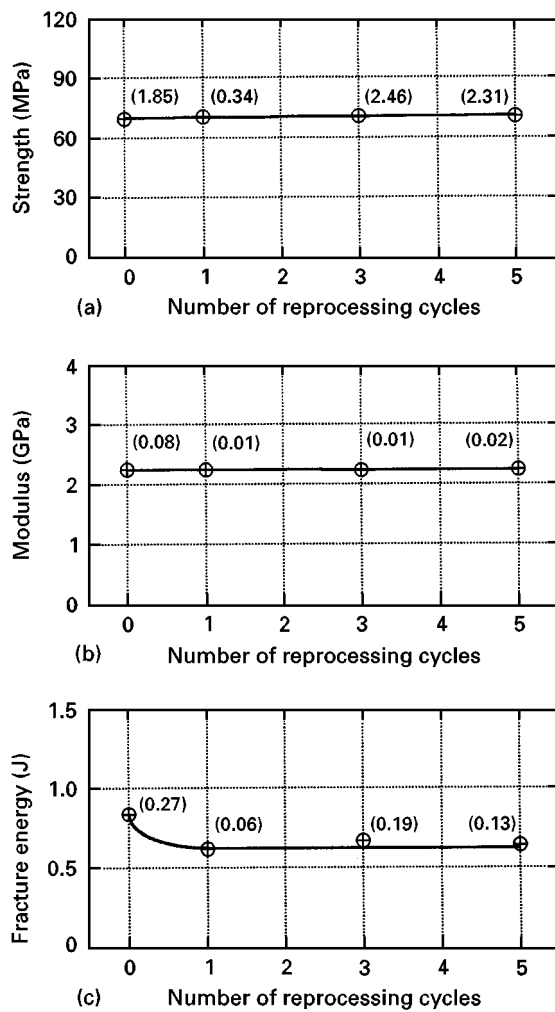 120
90
60
30
0
Strength (MPa)
(1.85) (0.34) (2.46) (2.31)
0 1 2 3 4 5
(a) Number of reprocessing cycles
4
3
2
1
0
Modulus (GPa)
(0.08) (0.01) (0.01) (0.02)
0 1 2 3 4 5
(b) Number of reprocessing cycles
1.5
1.0
0.5
0
Fracture energy (J)
(0.27) (0.06) (0.19) (0.13)
0 1 2 3 4 5
(c) Number of reprocessing cycles